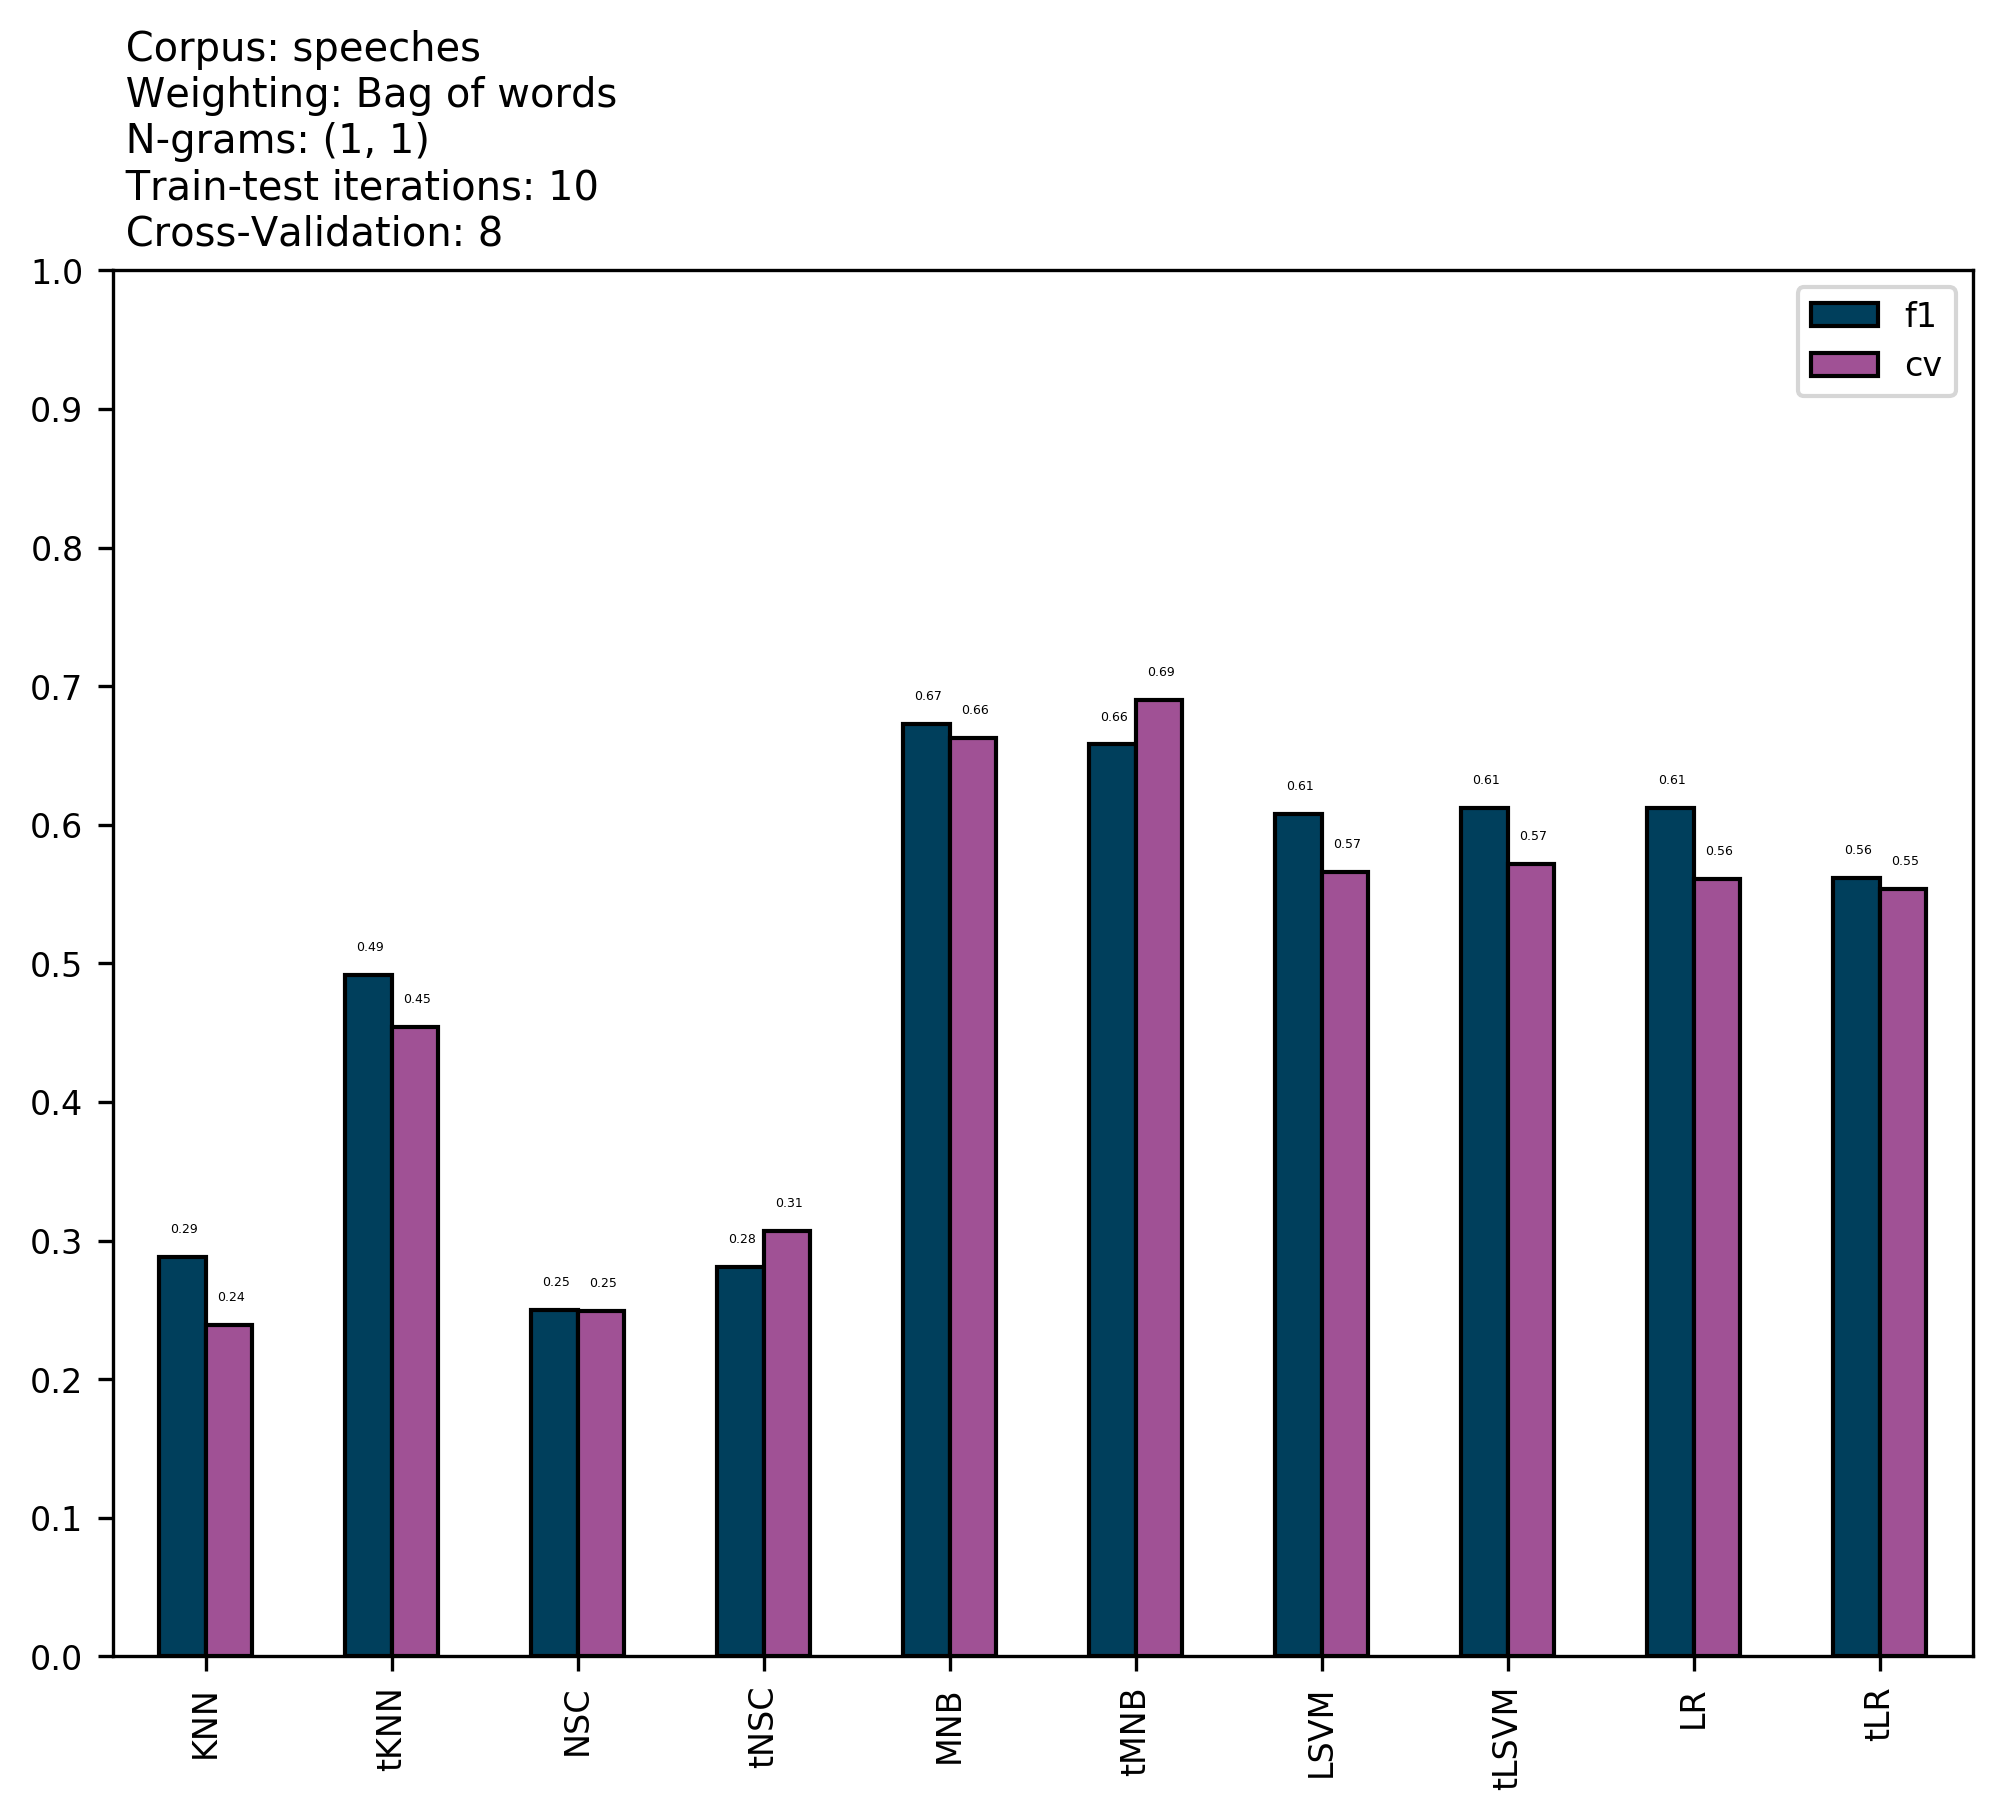 Corpus: speeches
Weighting: Bag of words
N-grams: (1, 1)
Train-test iterations: 10
Cross-Validation: 8
1.0
0.9
0.8
0.7
0.6
0.5
0.4
0.3
0.2
0.1
0.0
f1
cv
0.29
0.24
0.49
0.45
0.25
0.25
0.28
0.31
0.67
0.66
0.66
0.69
0.61
0.57
0.61
0.57
0.61
0.56
0.56
0.55
KNN
tKNN
NSC
tNSC
MNB
tMNB
LSVM
tLSVM
LR
tLR